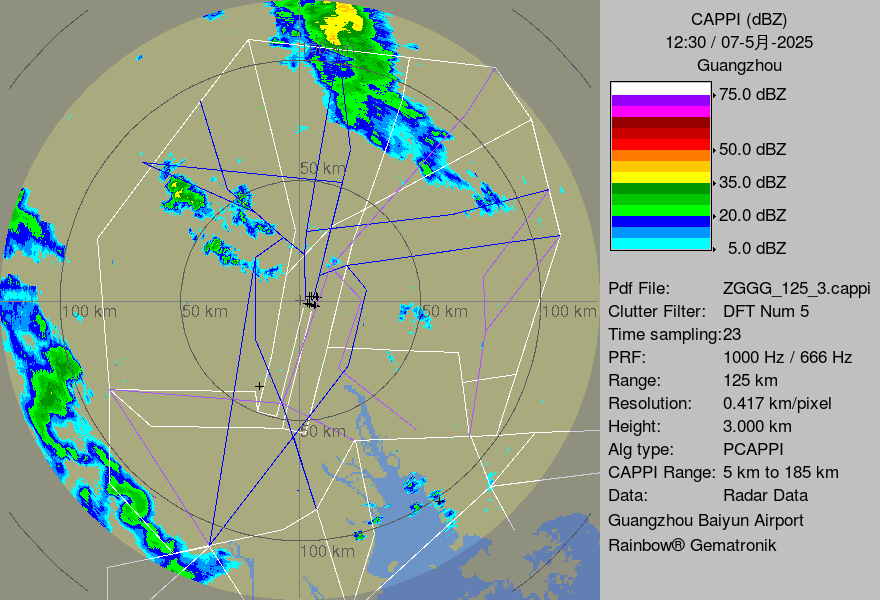 CAPPI (dBZ)
12:30 / 07-5月-2025
Guangzhou
75.0 dBZ
50.0 dBZ
35.0 dBZ
20.0 dBZ
5.0 dBZ
50 km
100 km
50 km
50 km
100 km
50 km
100 km
Pdf File: ZGGG_125_3.cappi
Clutter Filter: DFT Num 5
Time sampling:23
PRF: 1000 Hz / 666 Hz
Range: 125 km
Resolution: 0.417 km/pixel
Height: 3.000 km
Alg type: PCAPPI
CAPPI Range: 5 km to 185 km
Data: Radar Data
Guangzhou Baiyun Airport
Rainbow® Gematronik